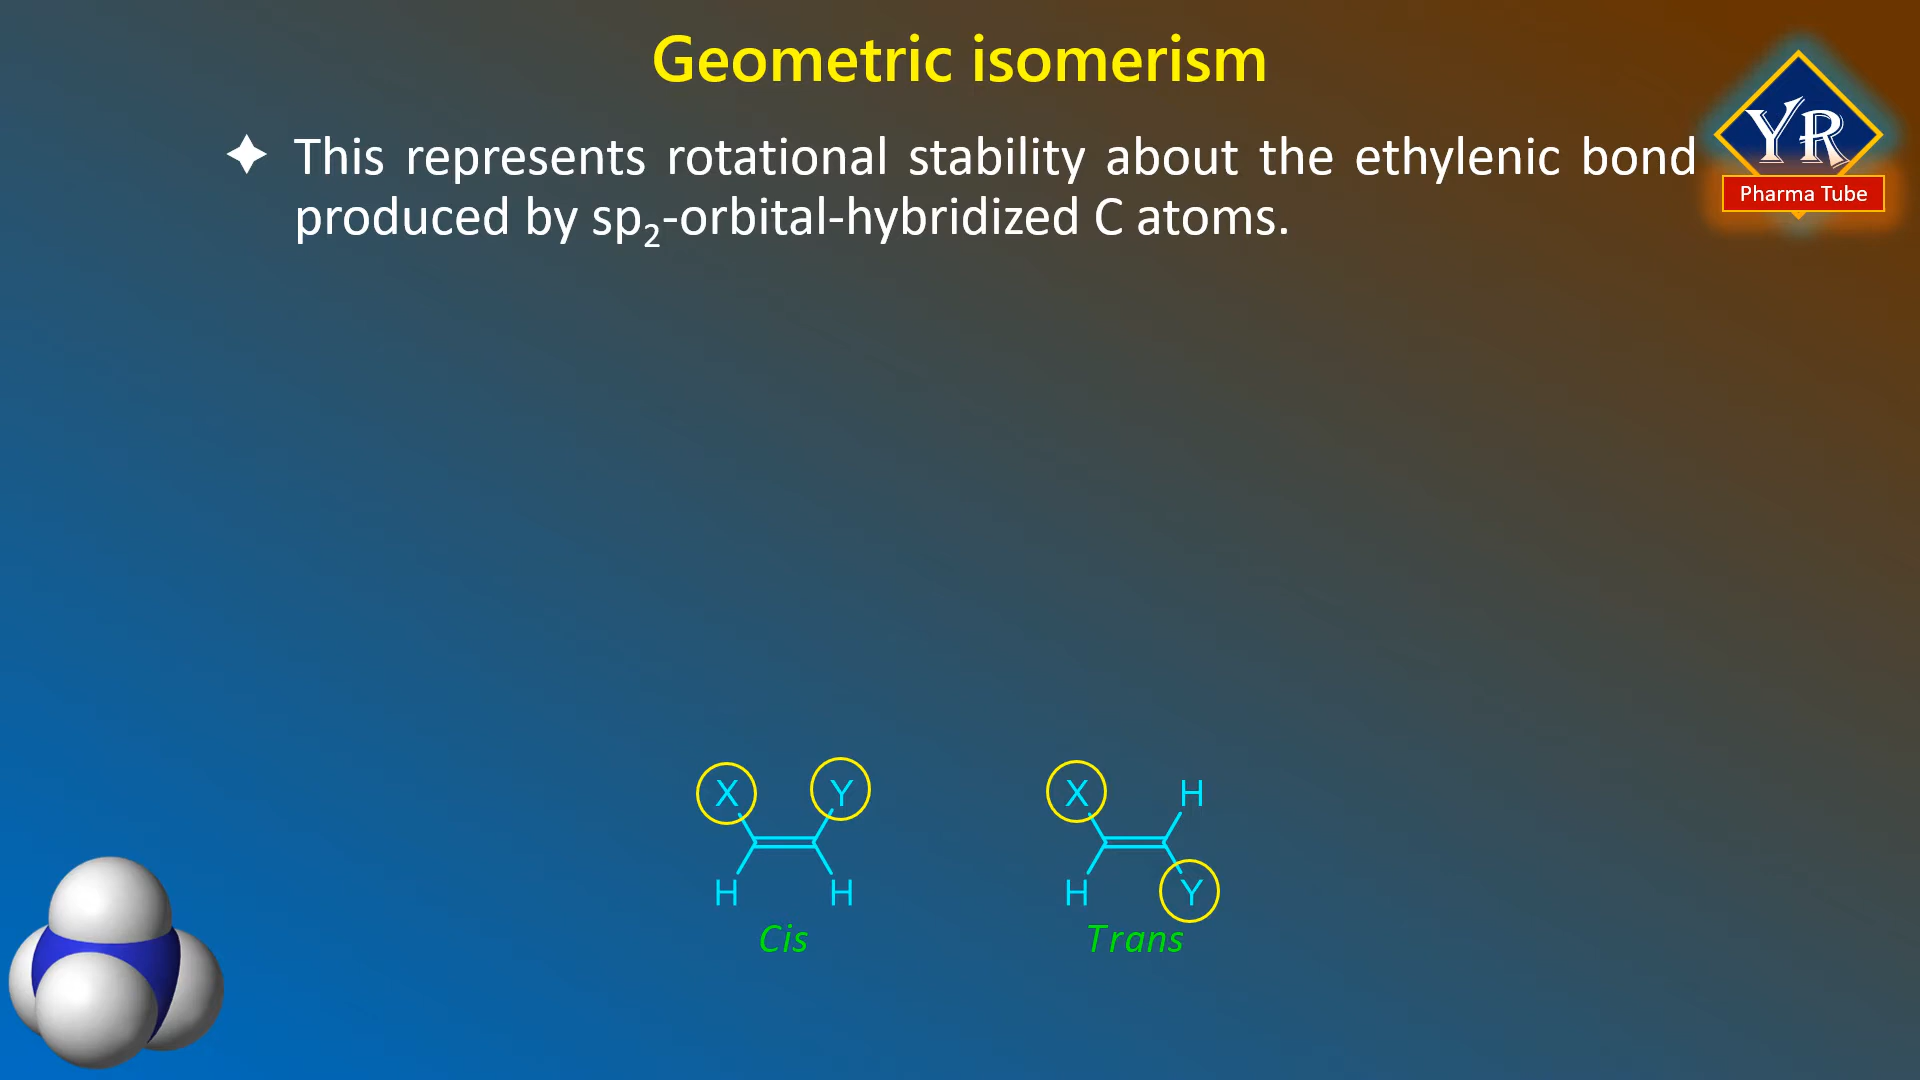 Geometric isomerism
This represents rotational stability about the ethylenic bond
produced by sp₂-orbital-hybridized C atoms.
YR
Pharma Tube
X Y X H
H H H Y
Cis Trans